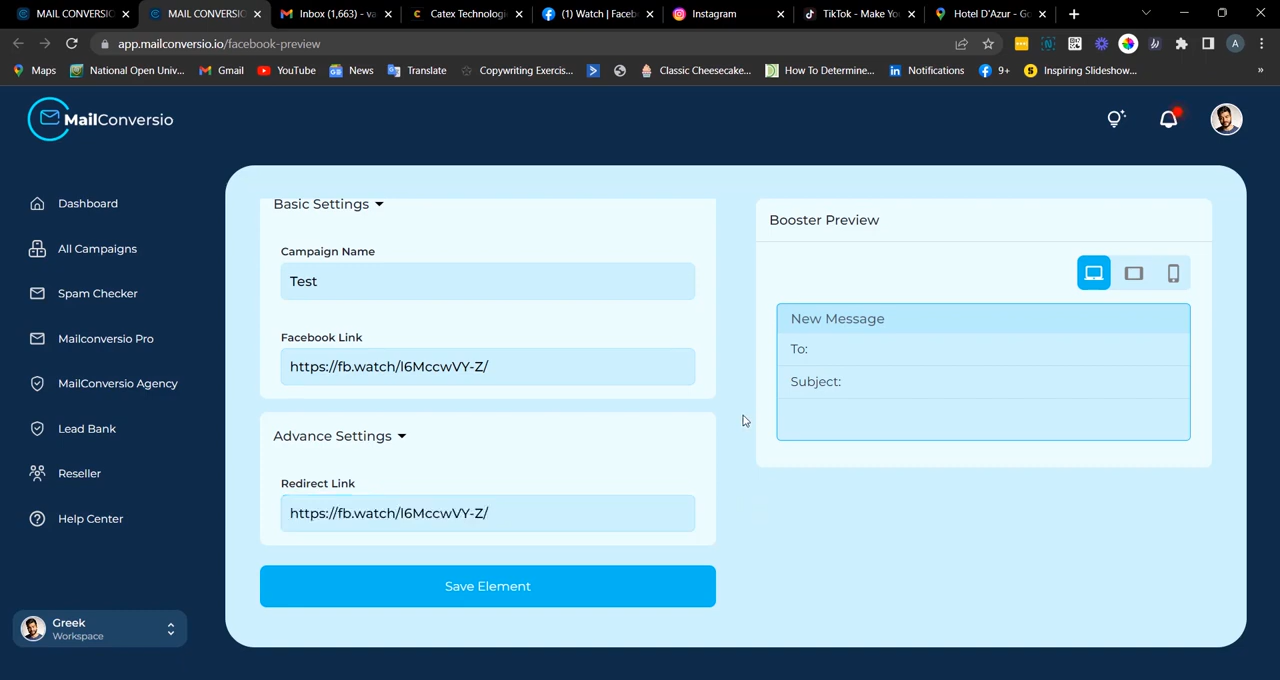 MAIL CONVERSIO
MAIL CONVERSIO
Inbox (1,663) - va
Catex Technologi
(1) Watch | Faceb
Instagram
TikTok - Make Yo
Hotel D'Azur - Go
app.mailconversio.io/facebook-preview
A
Maps
National Open Univ...
Gmail
YouTube
News
Translate
Copywriting Exercis...
Classic Cheesecake...
How To Determine...
Notifications
9+
Inspiring Slideshow...
»
MailConversio
Dashboard
All Campaigns
Spam Checker
Mailconversio Pro
MailConversio Agency
Lead Bank
Reseller
Help Center
Greek
Workspace
Basic Settings
Campaign Name
Test
Facebook Link
https://fb.watch/l6MccwVY-Z/
Advance Settings
Redirect Link
https://fb.watch/l6MccwVY-Z/
Save Element
Booster Preview
New Message
To:
Subject: